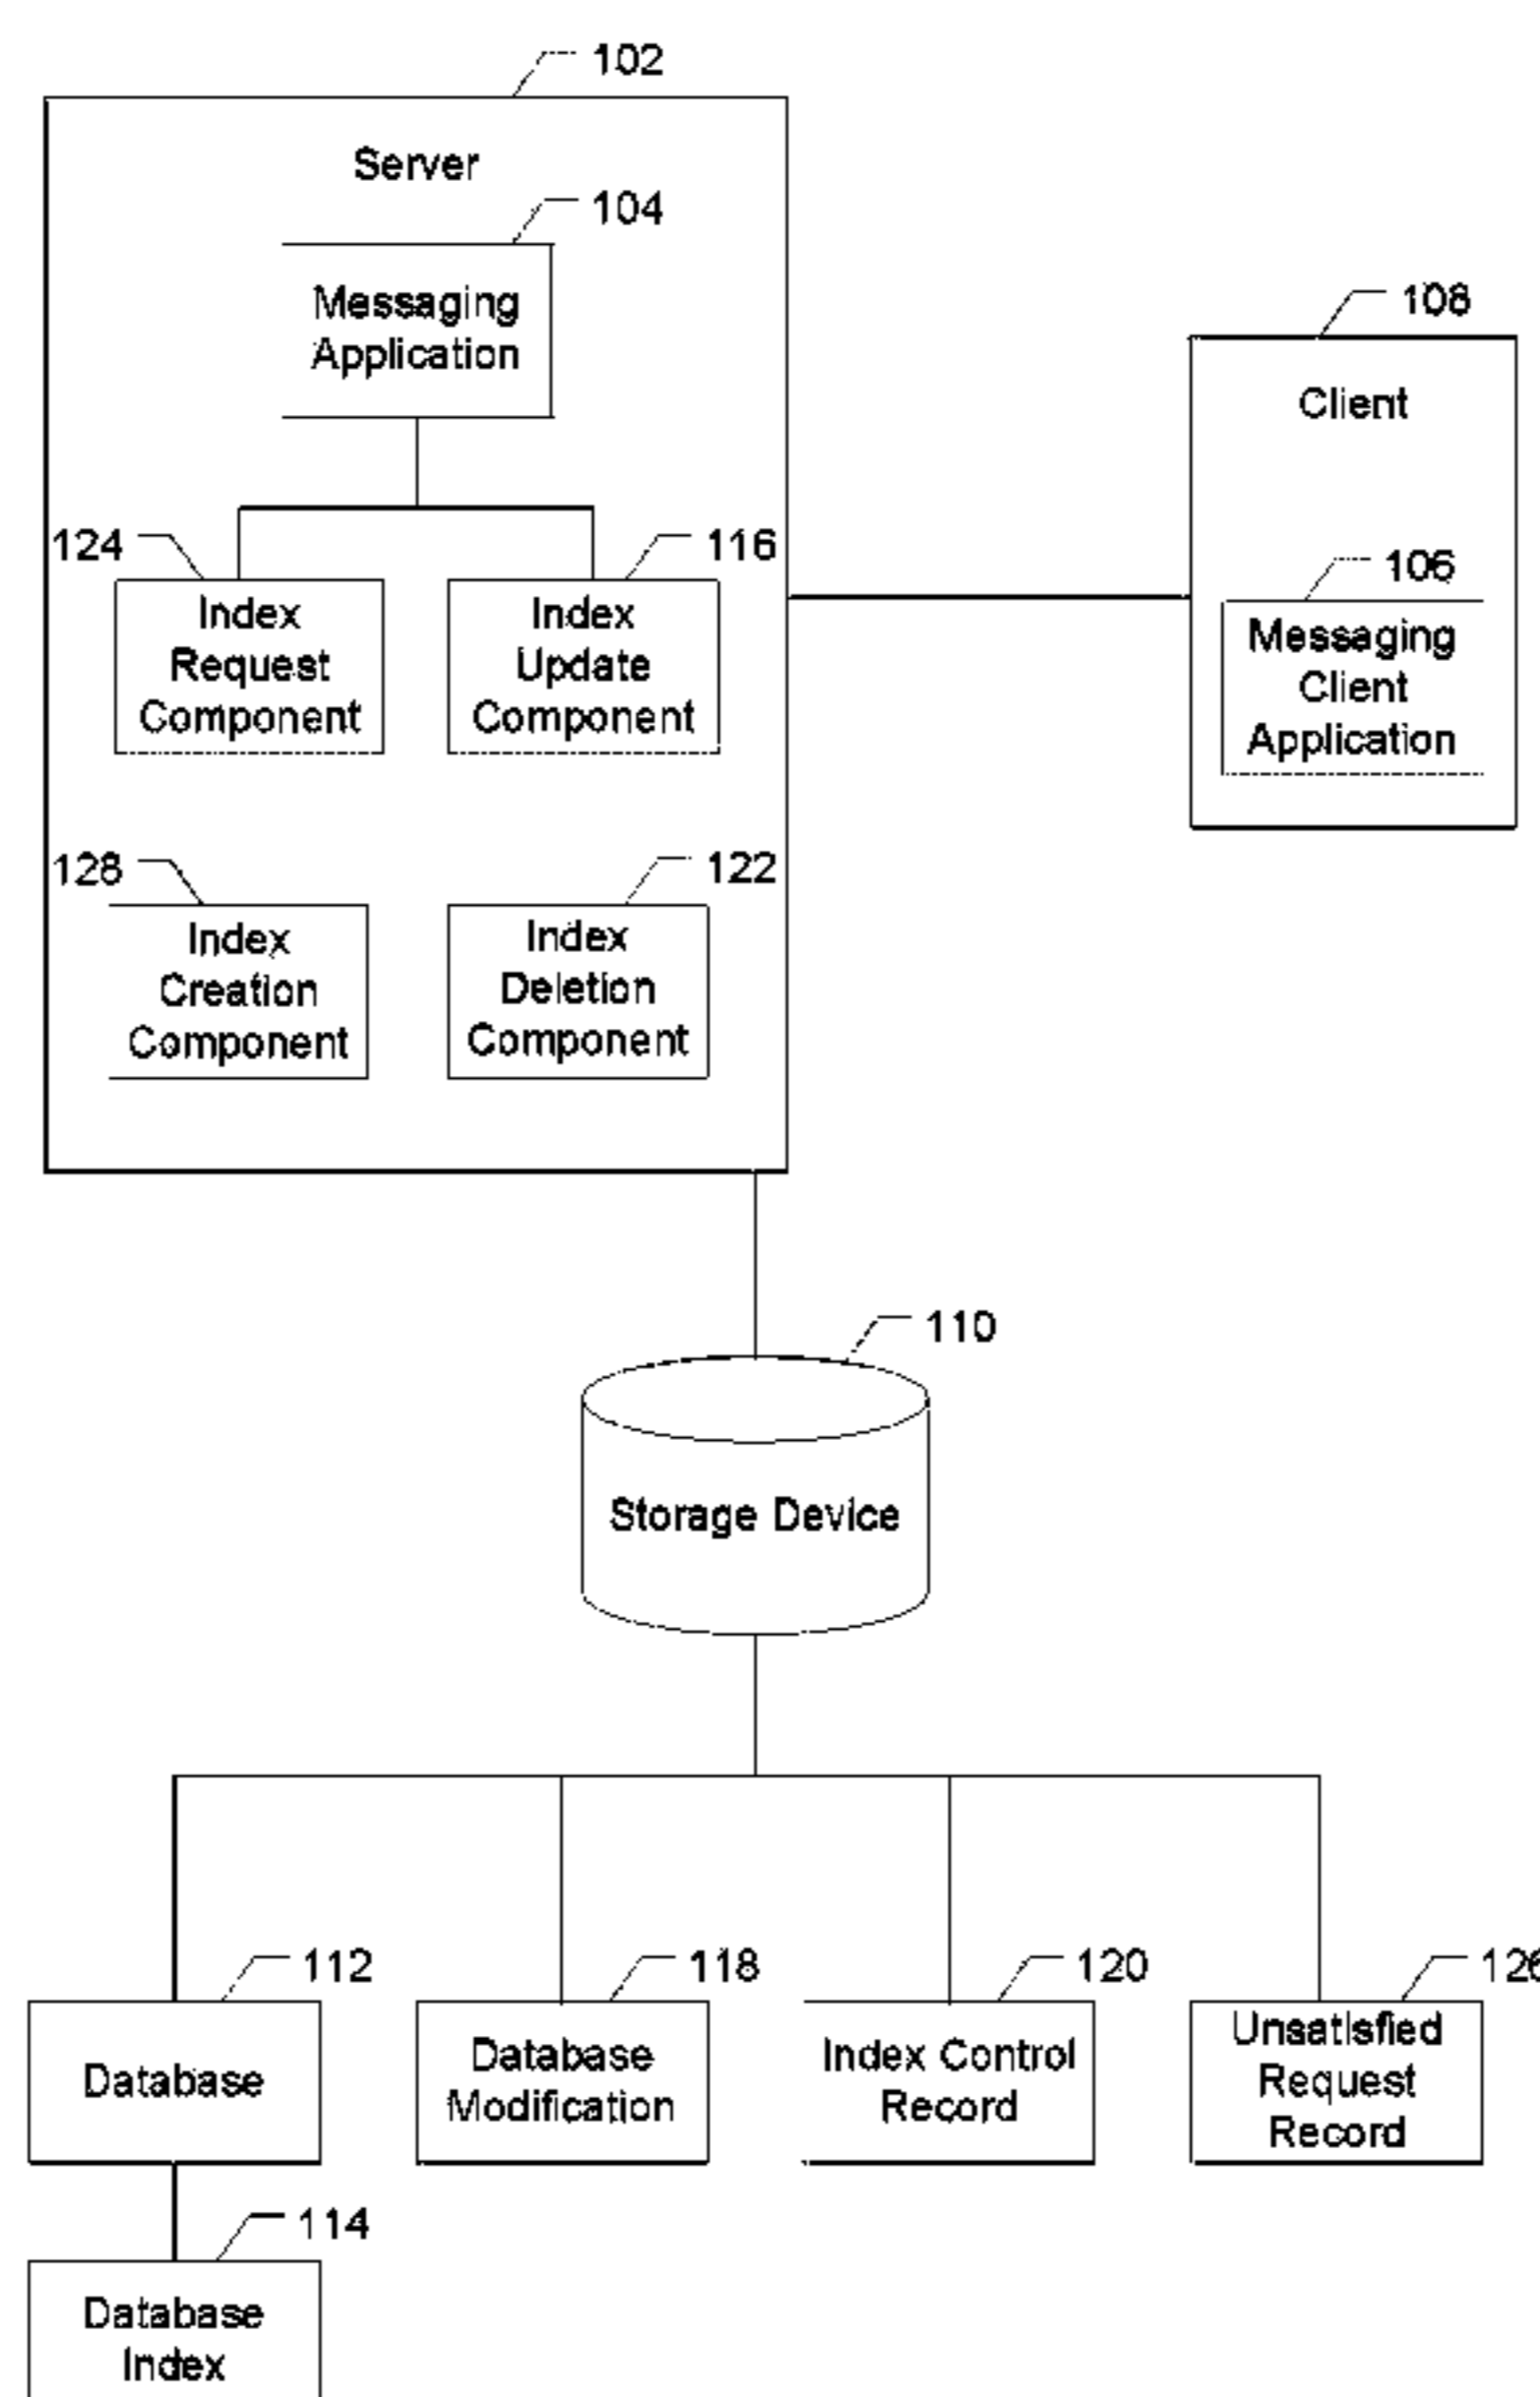 102
Server
104
Messaging
Application
108
Client
124
116
106
Index
Request
Component
Index
Update
Component
Messaging
Client
Application
128
122
Index
Creation
Component
Index
Deletion
Component
110
Storage Device
112
118
120
126
Database
Database
Modification
Index Control
Record
Unsatisfied
Request
Record
114
Database
Index